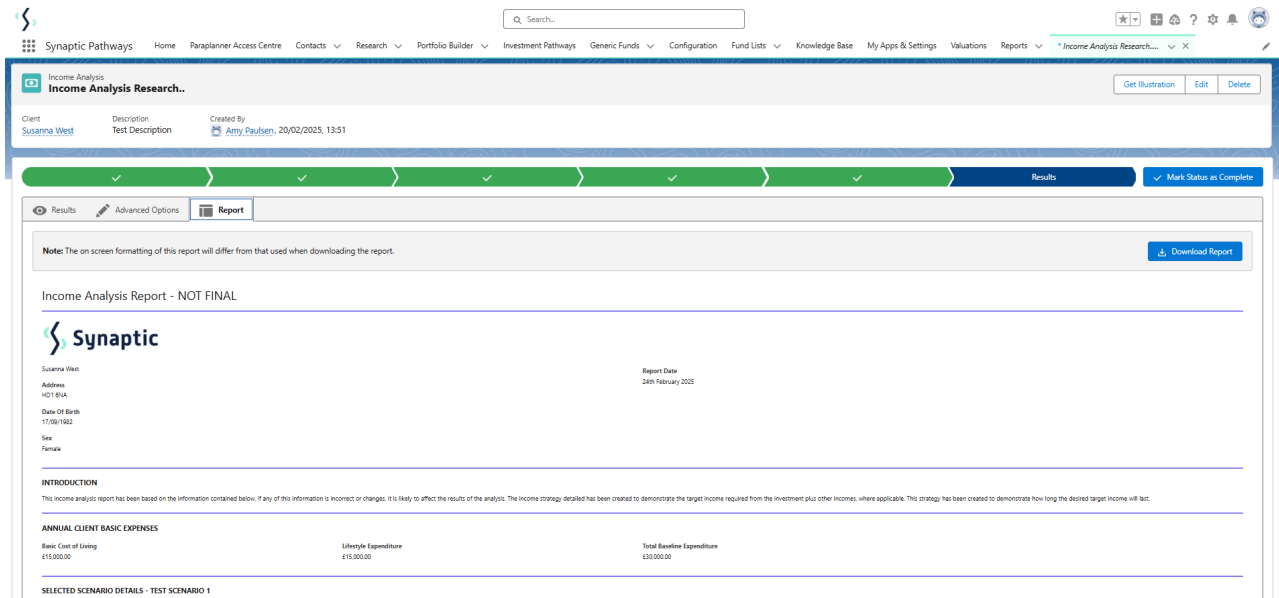 Search...
Synaptic Pathways Home Paraplanner Access Centre Contacts Research Portfolio Builder Investment Pathways Generic Funds Configuration Fund Lists Knowledge Base My Apps & Settings Valuations Reports * Income Analysis Research....
Income Analysis
Income Analysis Research..
Get Illustration Edit Delete
Client Description Created By
Susanna West Test Description Amy Paulsen, 20/02/2025, 13:51
Results Mark Status as Complete
Results Advanced Options Report
Note: The on screen formatting of this report will differ from that used when downloading the report.
Download Report
Income Analysis Report - NOT FINAL
Synaptic
Susanna West
Report Date
Address
24th February 2025
HD1 6NA
Date Of Birth
17/09/1982
Sex
Female
INTRODUCTION
This income analysis report has been based on the information contained below. If any of this information is incorrect or changes, it is likely to affect the results of the analysis. The income strategy detailed has been created to demonstrate the target income required from the investment plus other incomes, where applicable. This strategy has been created to demonstrate how long the desired target income will last.
ANNUAL CLIENT BASIC EXPENSES
Basic Cost of Living Lifestyle Expenditure Total Baseline Expenditure
£15,000.00 £15,000.00 £30,000.00
SELECTED SCENARIO DETAILS - TEST SCENARIO 1